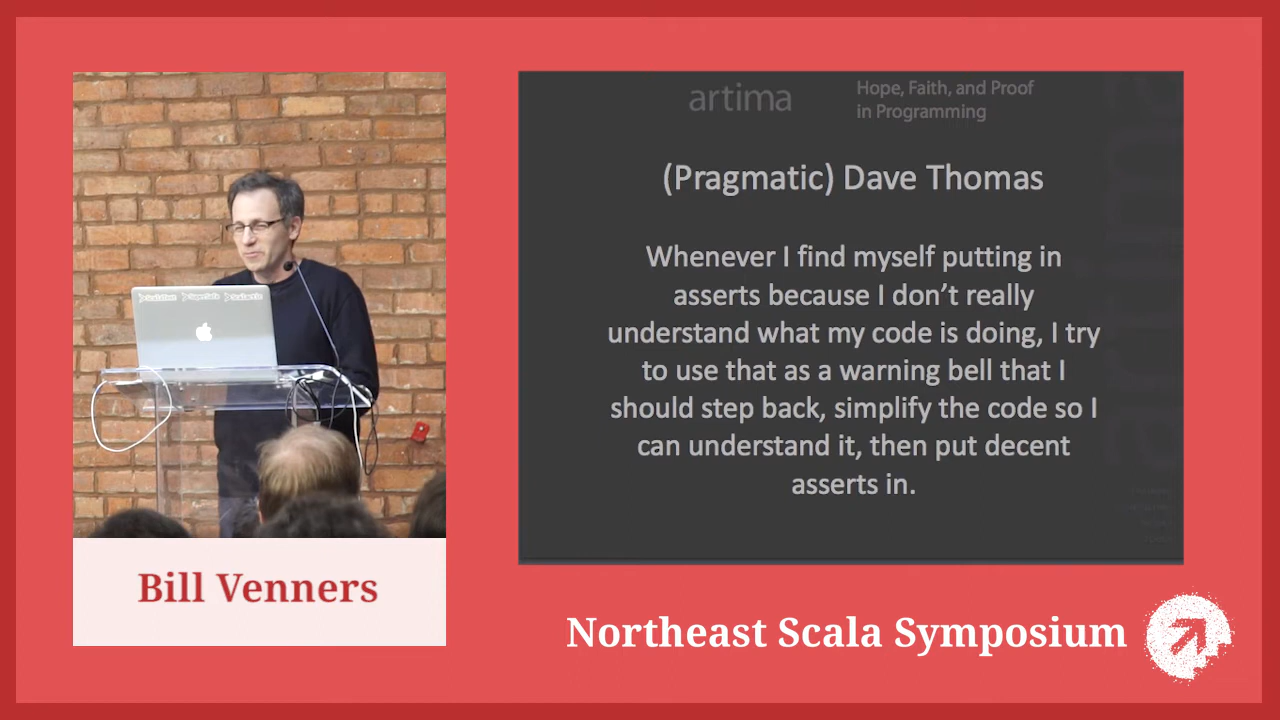 artima
Hope, Faith, and Proof
in Programming
(Pragmatic) Dave Thomas
Whenever I find myself putting in
asserts because I don’t really
understand what my code is doing, I try
to use that as a warning bell that I
should step back, simplify the code so I
can understand it, then put decent
asserts in.
Bill Venners
Northeast Scala Symposium